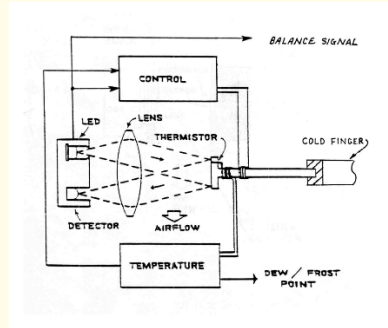 BALANCE SIGNAL
CONTROL
LED
LENS
THERMISTOR
COLD FINGER
DETECTOR
AIRFLOW
TEMPERATURE
DEW / FROST
POINT